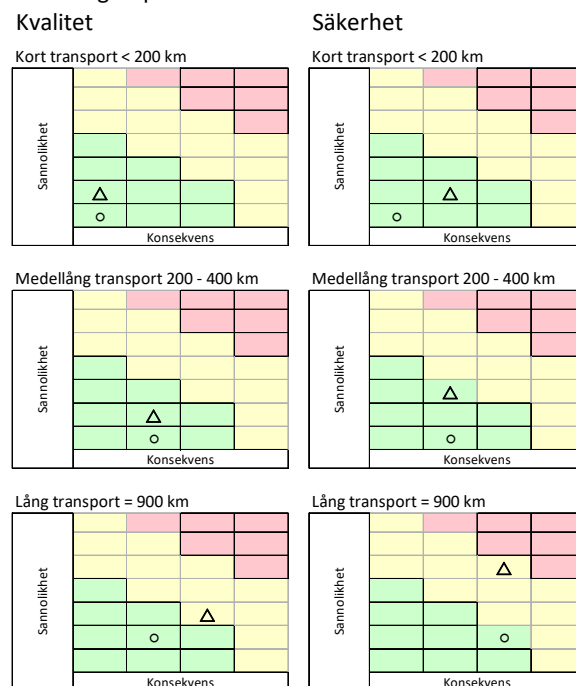 Kvalitet
Säkerhet
Kort transport < 200 km
Kort transport < 200 km
Sannolikhet
Sannolikhet
Konsekvens
Konsekvens
Medellång transport 200 - 400 km
Medellång transport 200 - 400 km
Sannolikhet
Sannolikhet
Konsekvens
Konsekvens
Lång transport = 900 km
Lång transport = 900 km
Sannolikhet
Sannolikhet
Konsekvens
Konsekvens